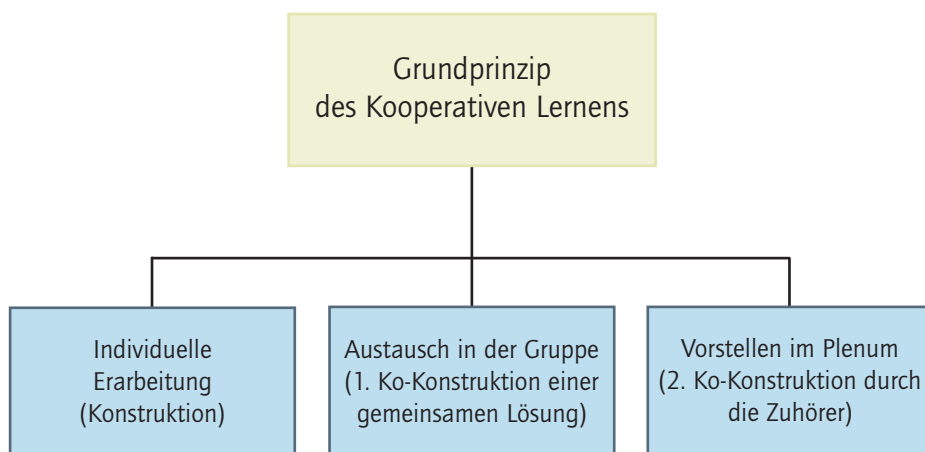 Grundprinzip
des Kooperativen Lernens
Individuelle
Erarbeitung
(Konstruktion)
Austausch in der Gruppe
(1. Ko-Konstruktion einer
gemeinsamen Lösung)
Vorstellen im Plenum
(2. Ko-Konstruktion durch
die Zuhörer)